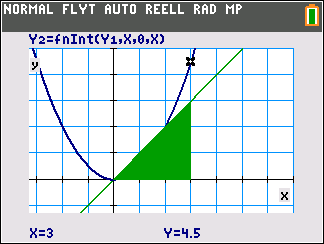 NORMAL FLYT AUTO REELL RAD MP
Y2=fnInt(Y1,X,0,X)
y
x
X=3 Y=4.5